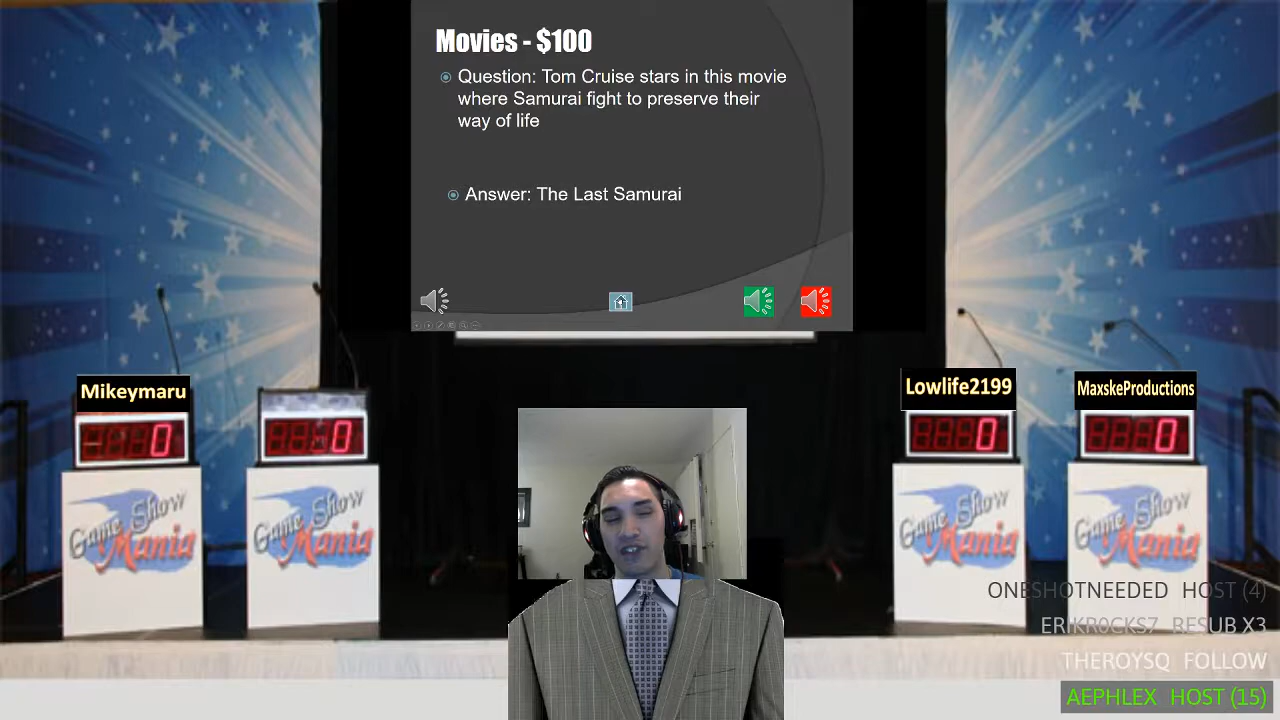 Movies - $100
Question: Tom Cruise stars in this movie
where Samurai fight to preserve their
way of life
Answer: The Last Samurai
Mikeymaru
0
0
Lowlife2199
0
MaxskeProductions
0
Game Show
Mania
Game Show
Mania
Game Show
Mania
Game Show
Mania
ONESHOTNEEDED HOST (4)
ERIKR0CKS7 RESUB X3
THEROYSQ FOLLOW
AEPHLEX HOST (15)